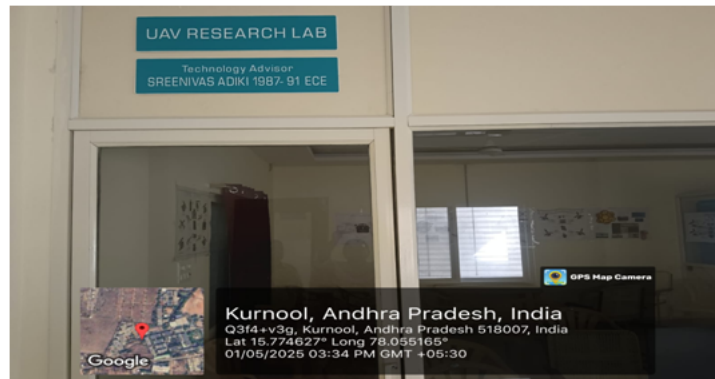 UAV RESEARCH LAB
Technology Advisor
SREENIVAS ADIKI 1987- 91 ECE
GPS Map Camera
Kurnool, Andhra Pradesh, India
Q3f4+v3g, Kurnool, Andhra Pradesh 518007, India
Lat 15.774627° Long 78.055165°
01/05/2025 03:34 PM GMT +05:30
Google